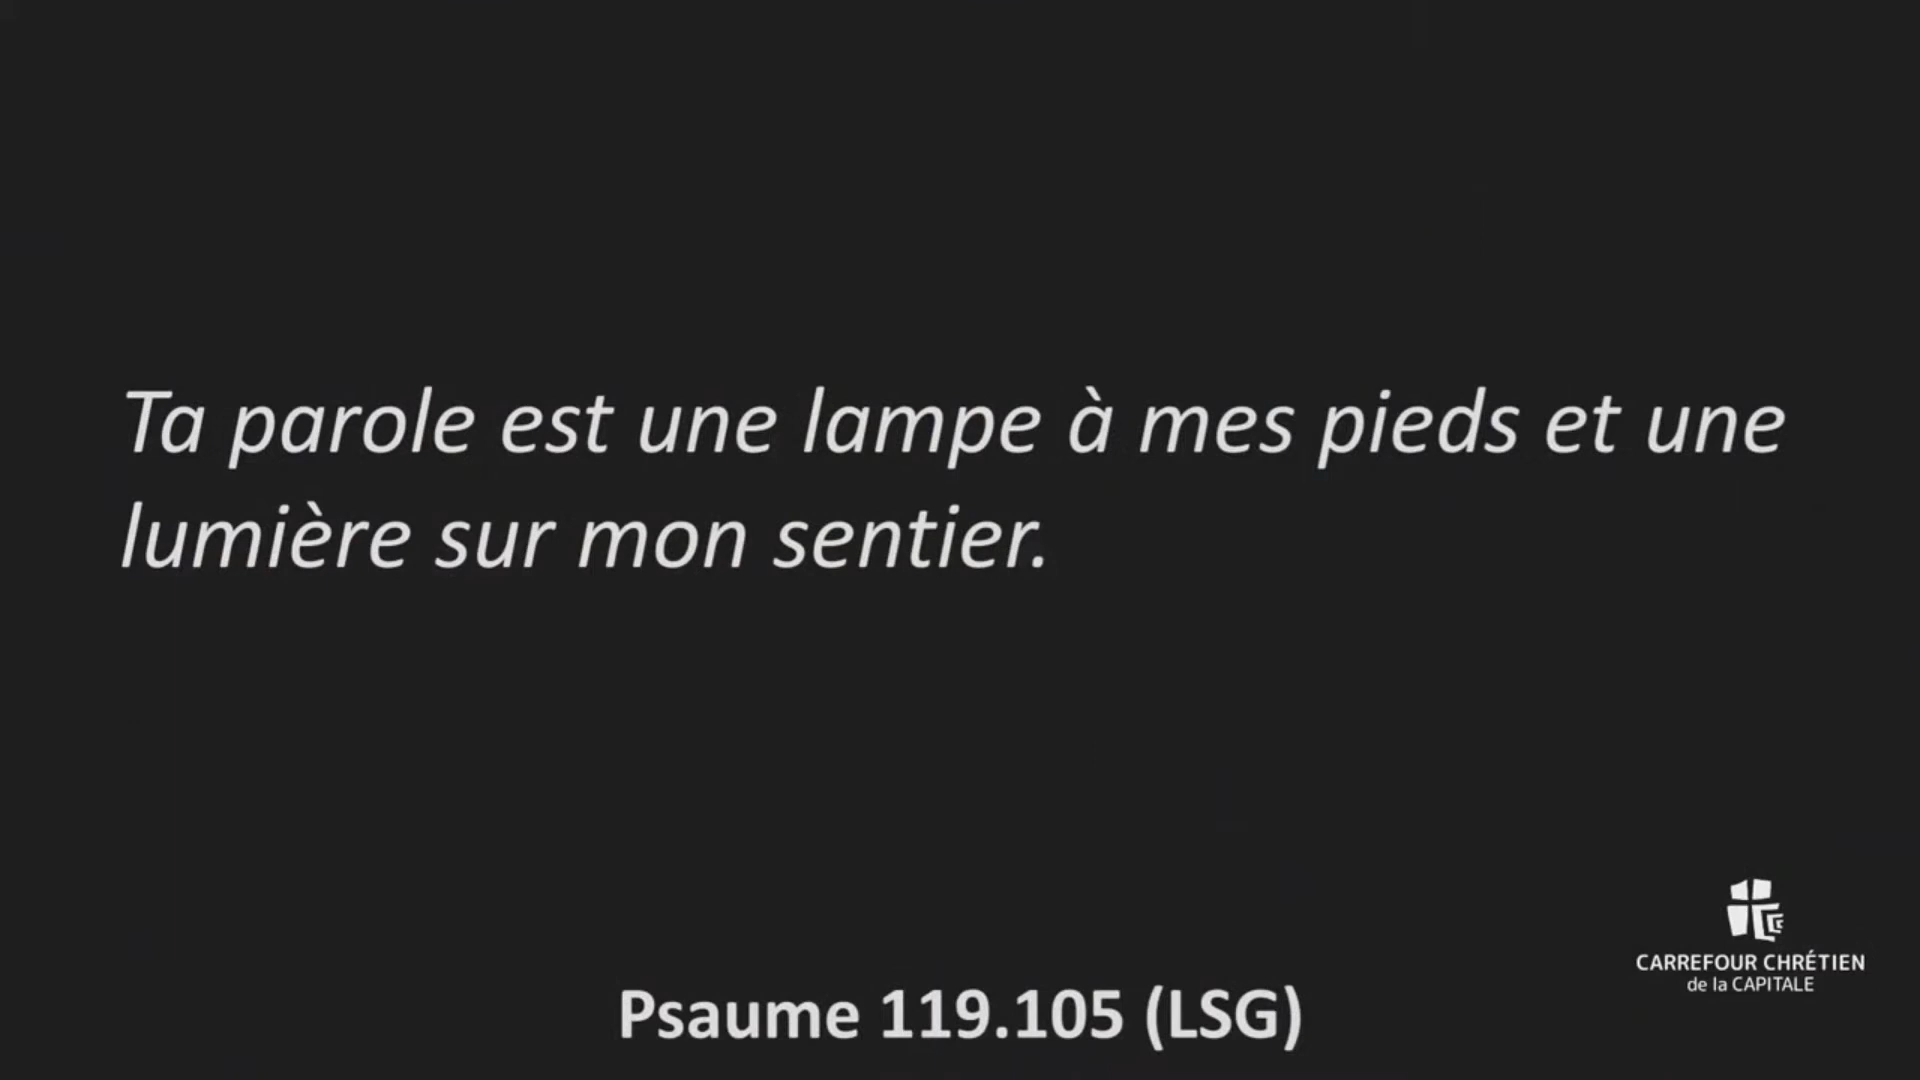 Ta parole est une lampe à mes pieds et une
lumière sur mon sentier.
CARREFOUR CHRÉTIEN
de la CAPITALE
Psaume 119.105 (LSG)